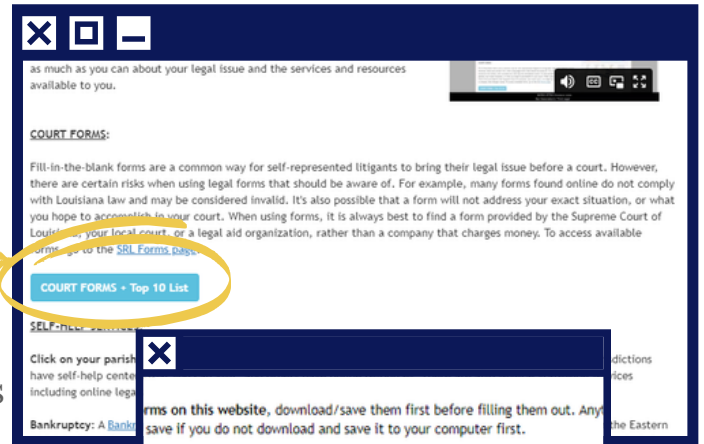 as much as you can about your legal issue and the services and resources
available to you.
COURT FORMS:
Fill-in-the-blank forms are a common way for self-represented litigants to bring their legal issue before a court. However,
there are certain risks when using legal forms that should be aware of. For example, many forms found online do not comply
with Louisiana law and may be considered invalid. It's also possible that a form will not address your exact situation, or what
you hope to accomplish in your court. When using forms, it is always best to find a form provided by the Supreme Court of
Louisiana, your local court, or a legal aid organization, rather than a company that charges money. To access available
forms, go to the SRL Forms page.
COURT FORMS + Top 10 List
SELF-HELP SERVICES:
Click on your parish
have self-help
including online
Bankruptcy: A
rms on this website, download/save them first before filling them out.
save if you do not download and save it to your computer first.
the Eastern